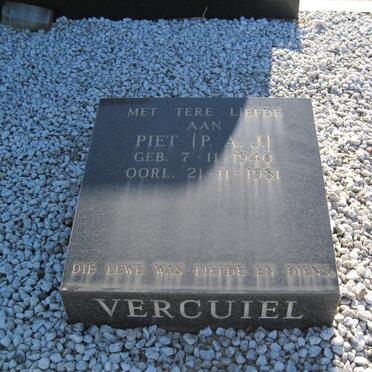 MET TERE LIEFDE
AAN
PIET (P. A. J.)
GEB. 7·11·1940
OORL. 21·11·1981
DIE LEWE WAS LIEFDE EN DIENS
VERCUIEL